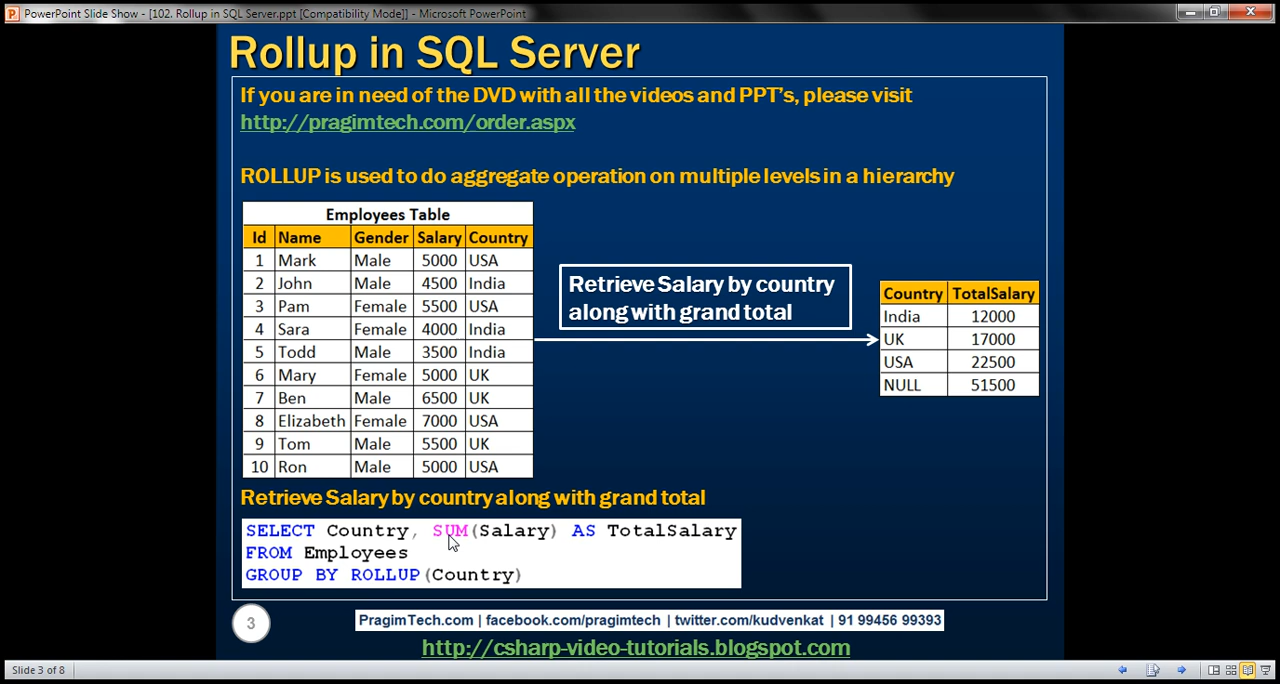 PowerPoint Slide Show - [102. Rollup in SQL Server.ppt [Compatibility Mode]] - Microsoft PowerPoint
Rollup in SQL Server
If you are in need of the DVD with all the videos and PPT's, please visit
http://pragimtech.com/order.aspx
ROLLUP is used to do aggregate operation on multiple levels in a hierarchy
Employees Table
Id Name Gender Salary Country
1 Mark Male 5000 USA
2 John Male 4500 India
3 Pam Female 5500 USA
4 Sara Female 4000 India
5 Todd Male 3500 India
6 Mary Female 5000 UK
7 Ben Male 6500 UK
8 Elizabeth Female 7000 USA
9 Tom Male 5500 UK
10 Ron Male 5000 USA
Retrieve Salary by country
along with grand total
Country TotalSalary
India 12000
UK 17000
USA 22500
NULL 51500
Retrieve Salary by country along with grand total
SELECT Country, SUM(Salary) AS TotalSalary
FROM Employees
GROUP BY ROLLUP(Country)
3
PragimTech.com | facebook.com/pragimtech | twitter.com/kudvenkat | 91 99456 99393
http://csharp-video-tutorials.blogspot.com
Slide 3 of 8